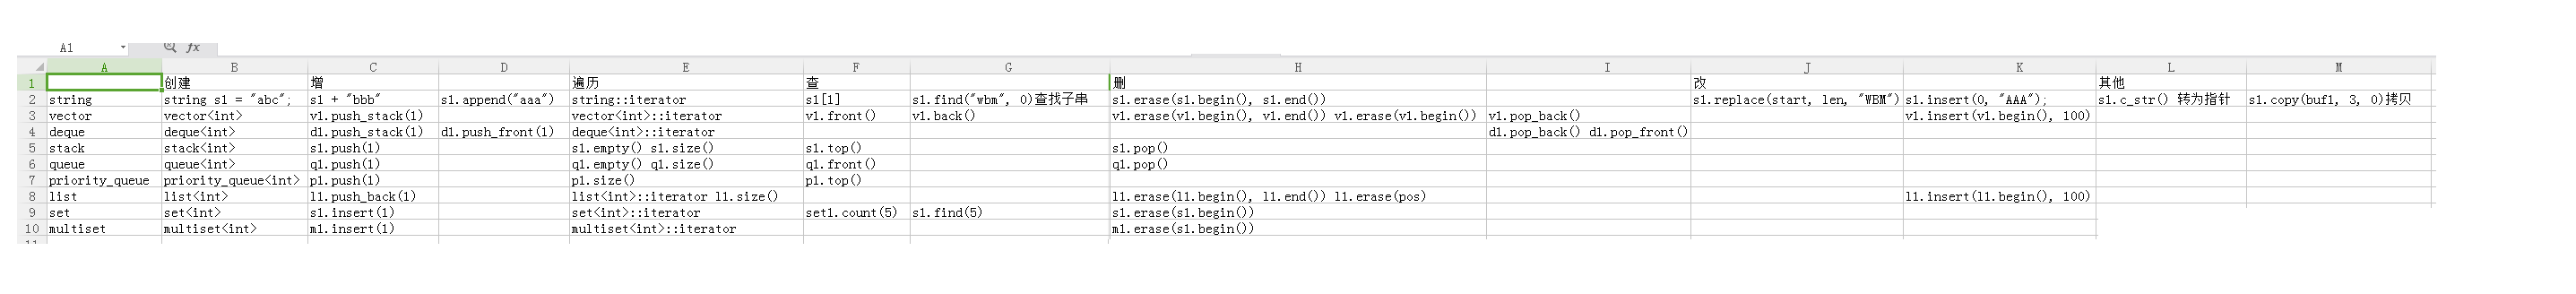 A1 fx
A B C D E F G H I J K L M
1 创建 增 遍历 查 删 改 其他
2 string string s1 = "abc"; s1 + "bbb" s1.append("aaa") string::iterator s1[1] s1.find("wbm", 0)查找子串 s1.erase(s1.begin(), s1.end()) s1.replace(start, len, "WBM") s1.insert(0, "AAA"); s1.c_str() 转为指针 s1.copy(buf1, 3, 0)拷贝
3 vector vector<int> v1.push_stack(1) vector<int>::iterator v1.front() v1.back() v1.erase(v1.begin(), v1.end()) v1.erase(v1.begin()) v1.pop_back() v1.insert(v1.begin(), 100)
4 deque deque<int> d1.push_stack(1) d1.push_front(1) deque<int>::iterator d1.pop_back() d1.pop_front()
5 stack stack<int> s1.push(1) s1.empty() s1.size() s1.top() s1.pop()
6 queue queue<int> q1.push(1) q1.empty() q1.size() q1.front() q1.pop()
7 priority_queue priority_queue<int> p1.push(1) p1.size() p1.top()
8 list list<int> l1.push_back(1) list<int>::iterator l1.size() l1.erase(l1.begin(), l1.end()) l1.erase(pos) l1.insert(l1.begin(), 100)
9 set set<int> s1.insert(1) set<int>::iterator set1.count(5) s1.find(5) s1.erase(s1.begin())
10 multiset multiset<int> m1.insert(1) multiset<int>::iterator m1.erase(s1.begin())